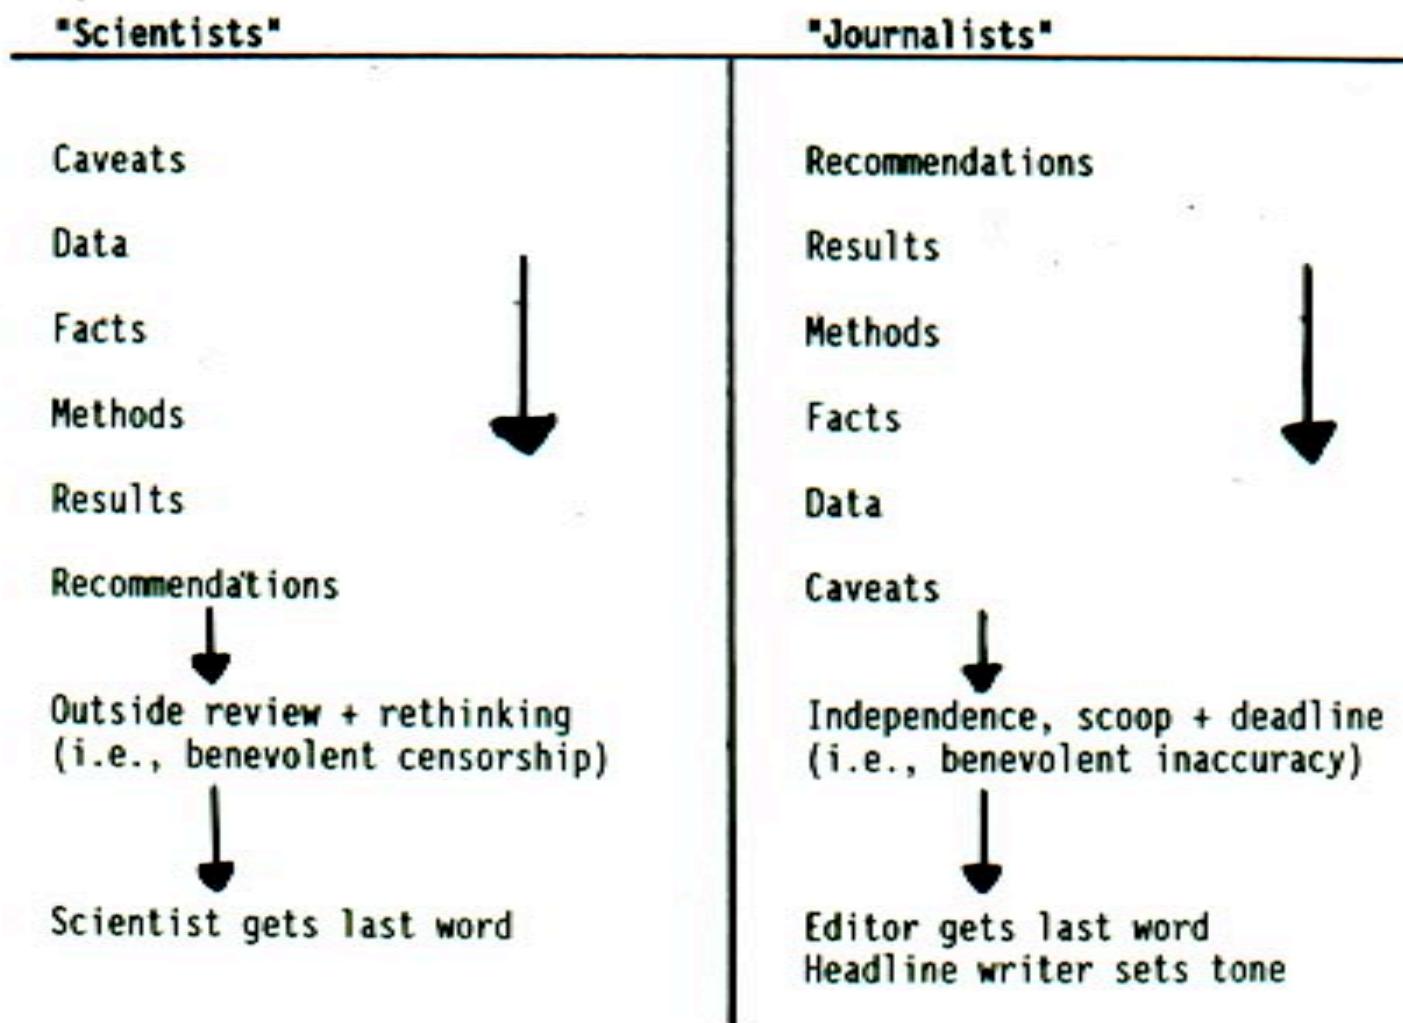 "Scientists"
"Journalists"
Caveats
Data
Facts
Methods
Results
Recommendations
Outside review + rethinking
(i.e., benevolent censorship)
Scientist gets last word
Recommendations
Results
Methods
Facts
Data
Caveats
Independence, scoop + deadline
(i.e., benevolent inaccuracy)
Editor gets last word
Headline writer sets tone